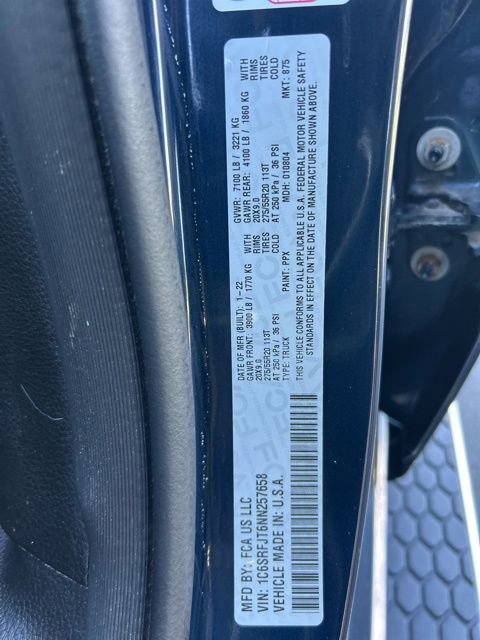 MFD BY: FCA US LLC
DATE OF MFR (BUILT): 1-22 GVWR: 7100 LB / 3221 KG
GAWR FRONT: 3900 LB / 1770 KG WITH GAWR REAR: 4100 LB / 1860 KG WITH
20X9.0 RIMS 20X9.0 RIMS
275/55R20 113T TIRES 275/55R20 113T TIRES
AT 250 kPa / 36 PSI COLD AT 250 kPa / 36 PSI COLD
TYPE: TRUCK PAINT: PPX MDH: 010804 MKT: 875
THIS VEHICLE CONFORMS TO ALL APPLICABLE U.S.A. FEDERAL MOTOR VEHICLE SAFETY
STANDARDS IN EFFECT ON THE DATE OF MANUFACTURE SHOWN ABOVE.
VIN: 1C6SRFJT6NN257658
VEHICLE MADE IN: U.S.A.